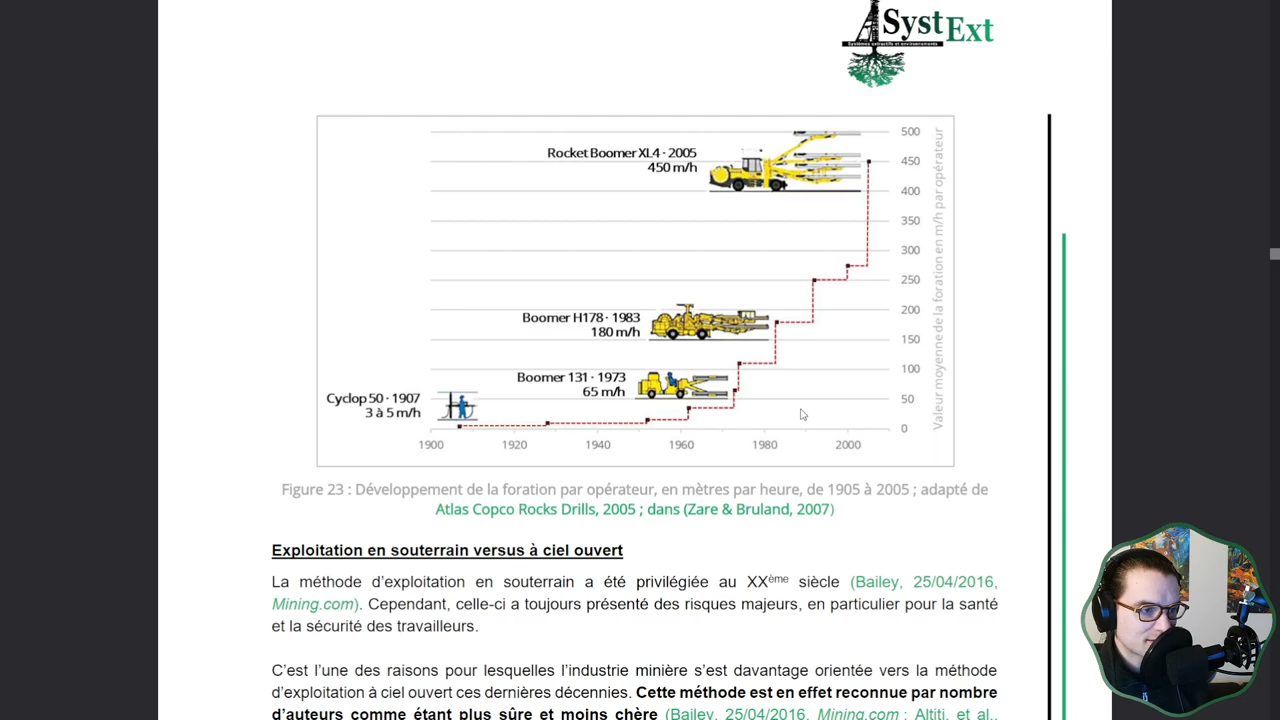 Syst Ext
Systèmes extractifs et environnements
500
Rocket Boomer XL4 · 2005
450 m/h
450
400
350
300
250
200
Boomer H178 · 1983
180 m/h
150
100
Boomer 131 · 1973
65 m/h
50
Cyclop 50 · 1907
3 à 5 m/h
0
1900 1920 1940 1960 1980 2000
Valeur moyenne de la foration en m/h par opérateur
Figure 23 : Développement de la foration par opérateur, en mètres par heure, de 1905 à 2005 ; adapté de
Atlas Copco Rocks Drills, 2005 ; dans (Zare & Bruland, 2007)
Exploitation en souterrain versus à ciel ouvert
La méthode d'exploitation en souterrain a été privilégiée au XXème siècle (Bailey, 25/04/2016,
Mining.com). Cependant, celle-ci a toujours présenté des risques majeurs, en particulier pour la santé
et la sécurité des travailleurs.
C'est l'une des raisons pour lesquelles l'industrie minière s'est davantage orientée vers la méthode
d'exploitation à ciel ouvert ces dernières décennies. Cette méthode est en effet reconnue par nombre
d'auteurs comme étant plus sûre et moins chère (Bailey, 25/04/2016, Mining.com ; Altiti, et al.,